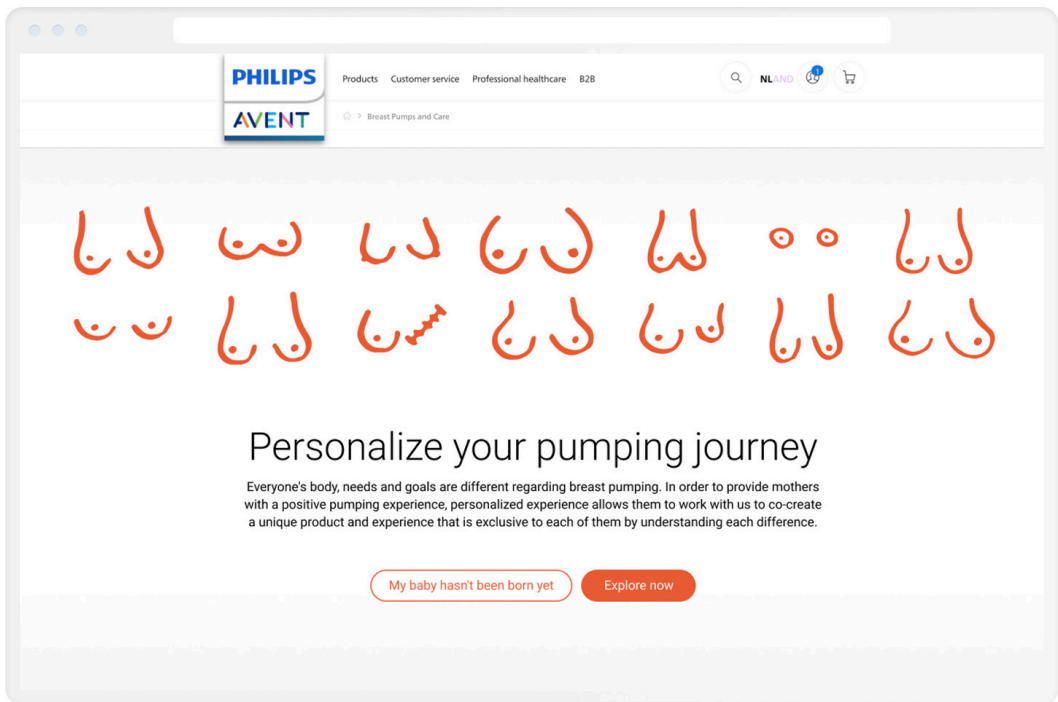 PHILIPS
AVENT
Products Customer service Professional healthcare B2B
NLAND
1
> Breast Pumps and Care
Personalize your pumping journey
Everyone's body, needs and goals are different regarding breast pumping. In order to provide mothers
with a positive pumping experience, personalized experience allows them to work with us to co-create
a unique product and experience that is exclusive to each of them by understanding each difference.
My baby hasn't been born yet Explore now